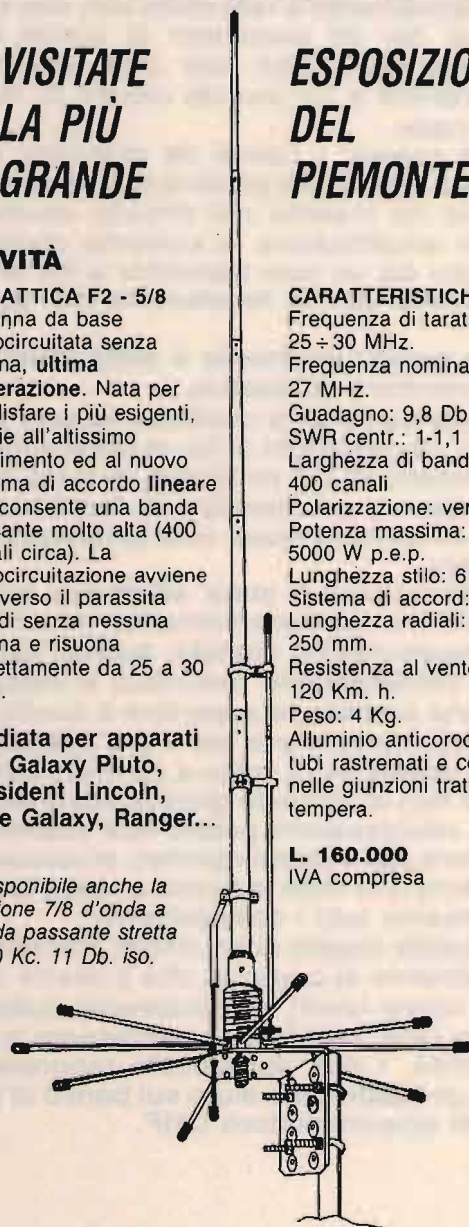 VISITATE
LA PIÙ
GRANDE
ESPOSIZIO
DEL
PIEMONTE
VITÀ
ATTICA F2 - 5/8
nna da base
ocircuitata senza
na, ultima
erazione. Nata per
disfare i più esigenti,
ie all'altissimo
dimento ed al nuovo
ma di accordo lineare
consente una banda
sante molto alta (400
ali circa). La
ocircuitazione avviene
verso il parassita
di senza nessuna
na e risuona
ettamente da 25 a 30
.
diata per apparati
Galaxy Pluto,
sident Lincoln,
e Galaxy, Ranger...
sponibile anche la
ione 7/8 d'onda a
da passante stretta
0 Kc. 11 Db. iso.
CARATTERISTICH
Frequenza di tarat
25÷30 MHz.
Frequenza nomina
27 MHz.
Guadagno: 9,8 Db
SWR centr.: 1-1,1
Larghezza di band
400 canali
Polarizzazione: ver
Potenza massima:
5000 W p.e.p.
Lunghezza stilo: 6
Sistema di accord:
Lunghezza radiali:
250 mm.
Resistenza al vento
120 Km. h.
Peso: 4 Kg.
Alluminio anticorod
tubi rastremati e co
nelle giunzioni trat
tempera.
L. 160.000
IVA compresa